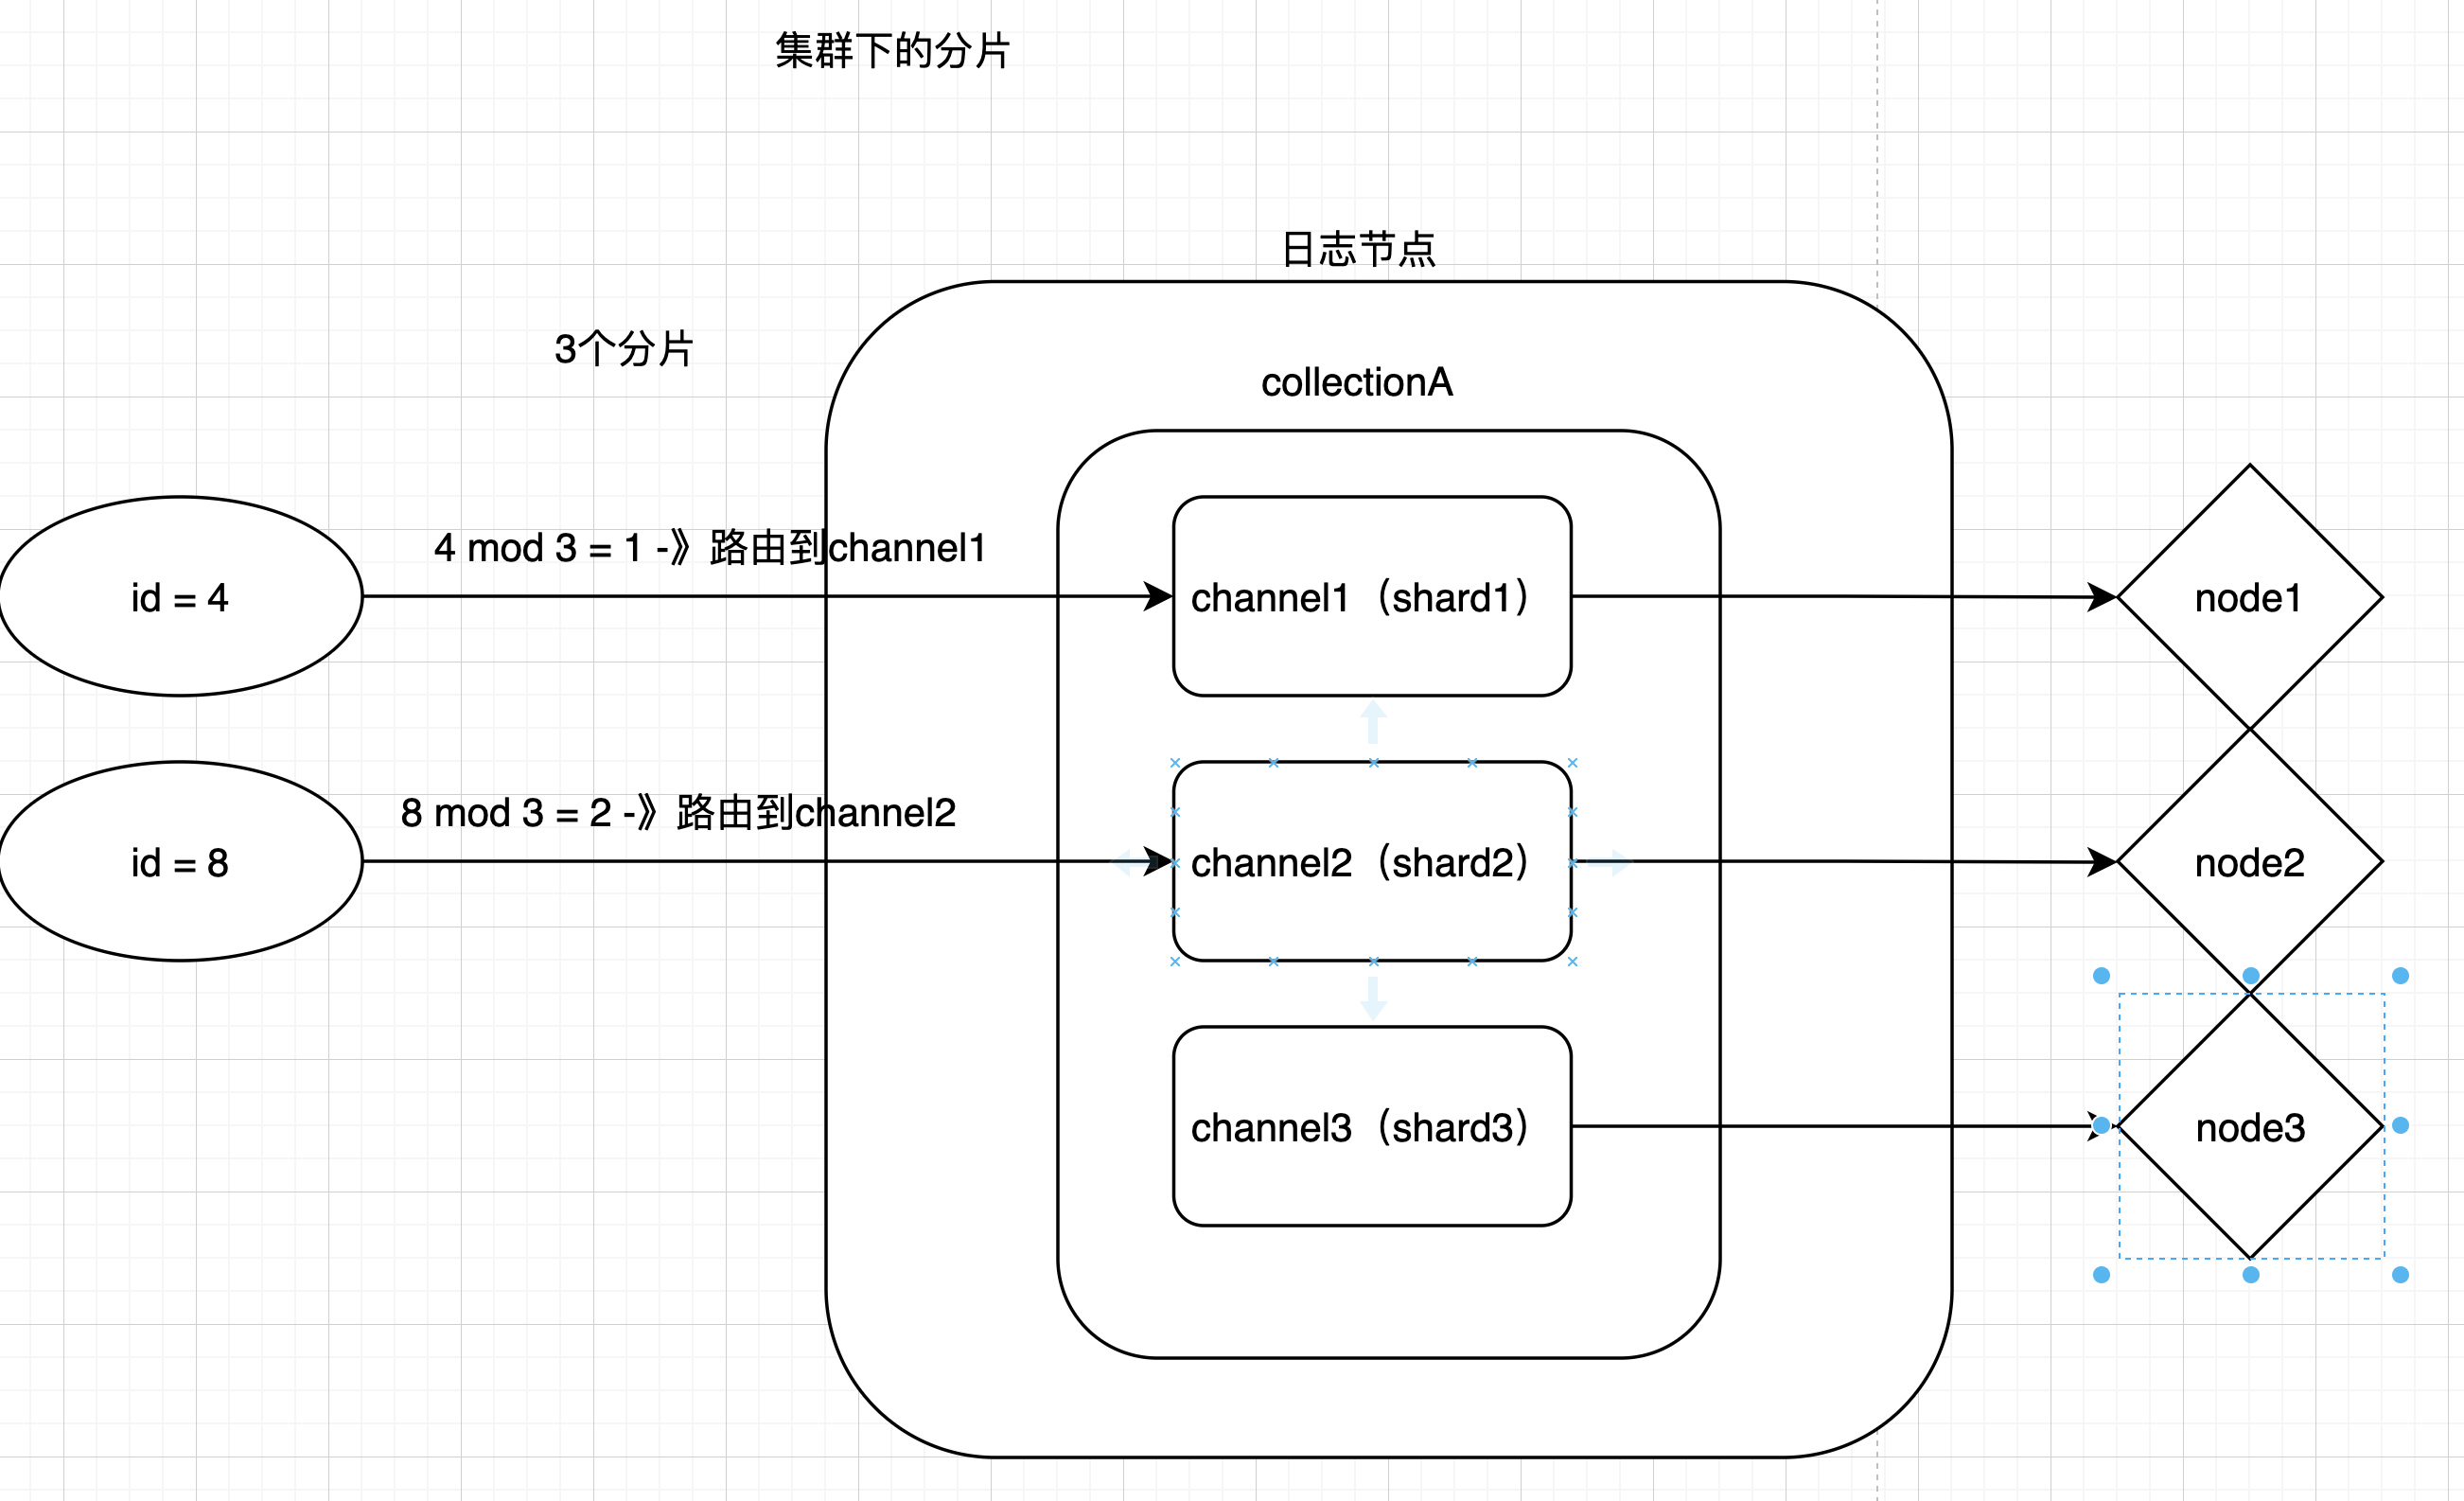 集群下的分片
日志节点
3个分片
collectionA
4 mod 3 = 1 -》路由到channel1
id = 4
channel1（shard1）
node1
8 mod 3 = 2 -》路由到channel2
id = 8
channel2（shard2）
node2
channel3（shard3）
node3